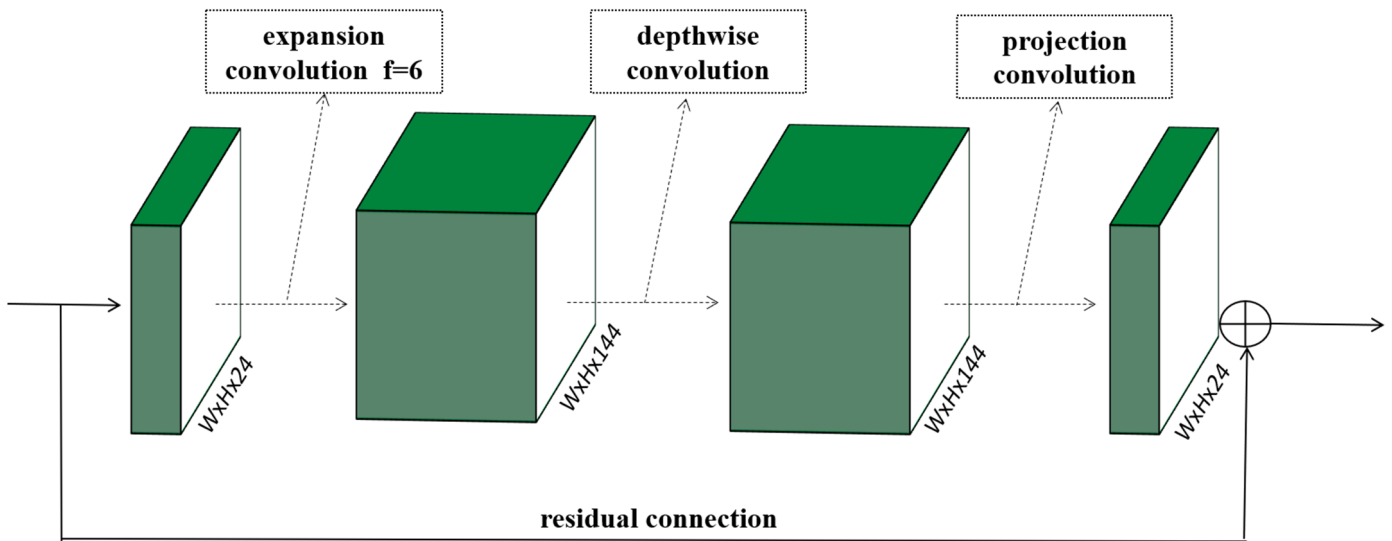 expansion
convolution f=6
depthwise
convolution
projection
convolution
WxHx24
WxHx144
WxHx144
WxHx24
residual connection